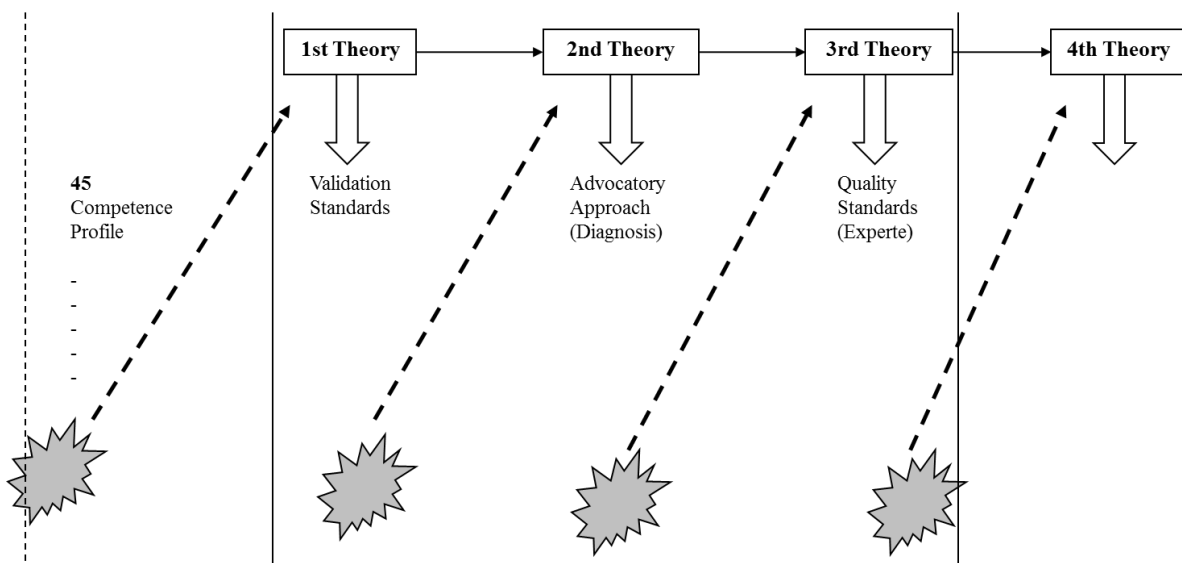 1st Theory
2nd Theory
3rd Theory
4th Theory
45
Competence
Profile
-
-
-
-
-
Validation
Standards
Advocatory
Approach
(Diagnosis)
Quality
Standards
(Experte)